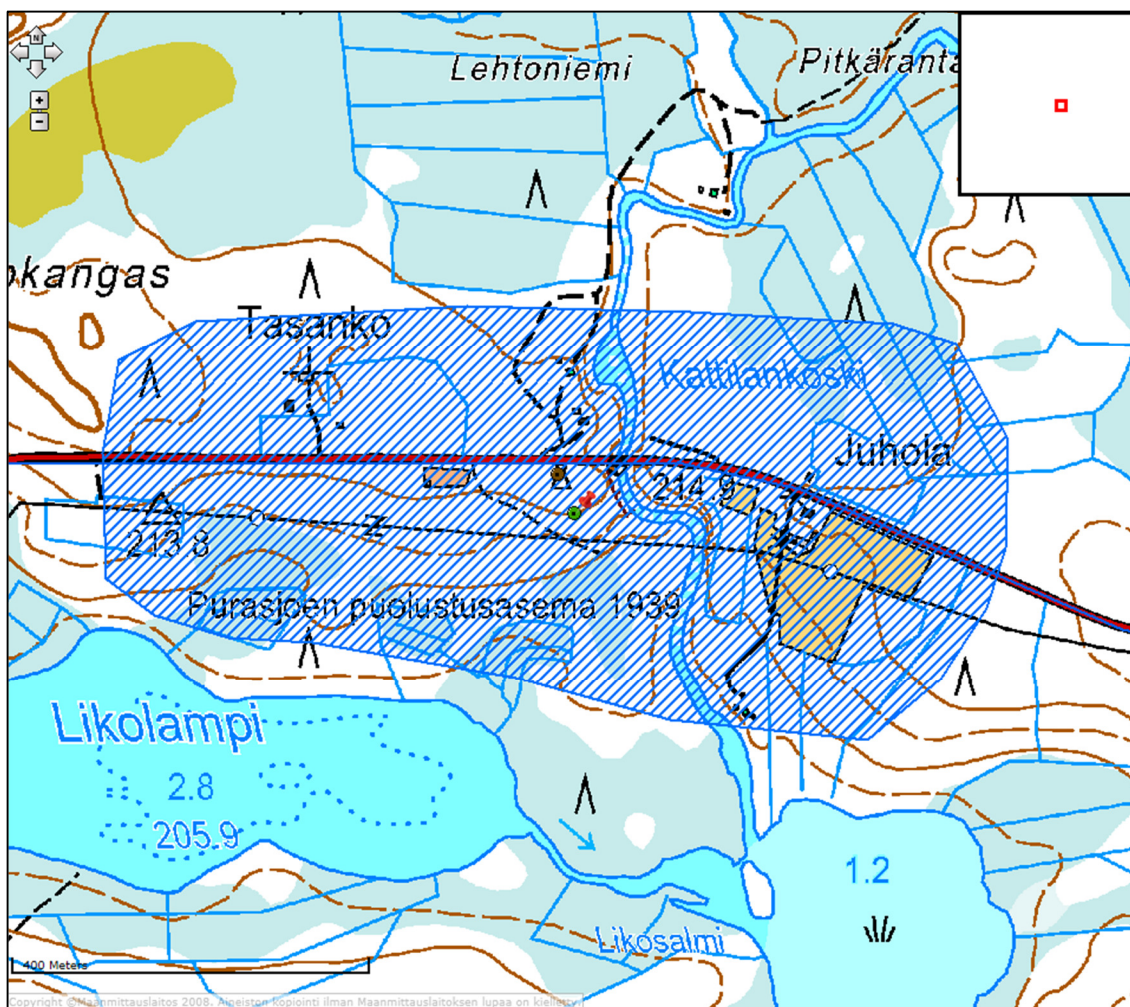 N
Lehtoniemi
Pitkäranta
okangas
Tasanko
Kattilankoski
Juhola
214.9
213.8
Purasjoen puolustusasema 1939
Likolampi
2.8
205.9
1.2
Likosalmi
400 Meters
Copyright ©Maanmittauslaitos 2008. Aineiston kopiointi ilman Maanmittauslaitoksen lupaa on kielletty